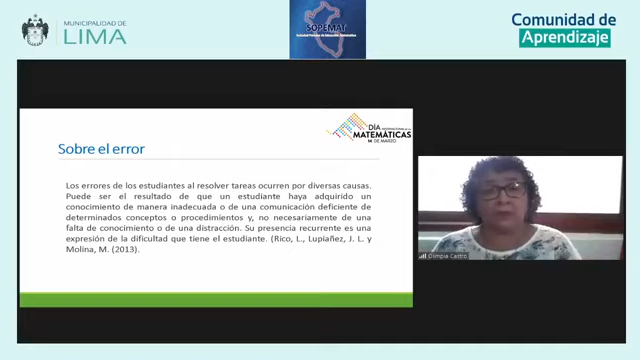 MUNICIPALIDAD DE
LIMA
SOPEMAT
Comunidad de
Aprendizaje
DÍA
MATEMÁTICAS
14 DE MARZO
Sobre el error
Los errores de los estudiantes al resolver tareas ocurren por diversas causas.
Puede ser el resultado de que un estudiante haya adquirido un
conocimiento de manera inadecuada o de una comunicación deficiente de
determinados conceptos o procedimientos y, no necesariamente de una
falta de conocimiento o de una distracción. Su presencia recurrente es una
expresión de la dificultad que tiene el estudiante. (Rico, L., Lupiañez, J. L. y
Molina, M. (2013).
Olimpia Castro